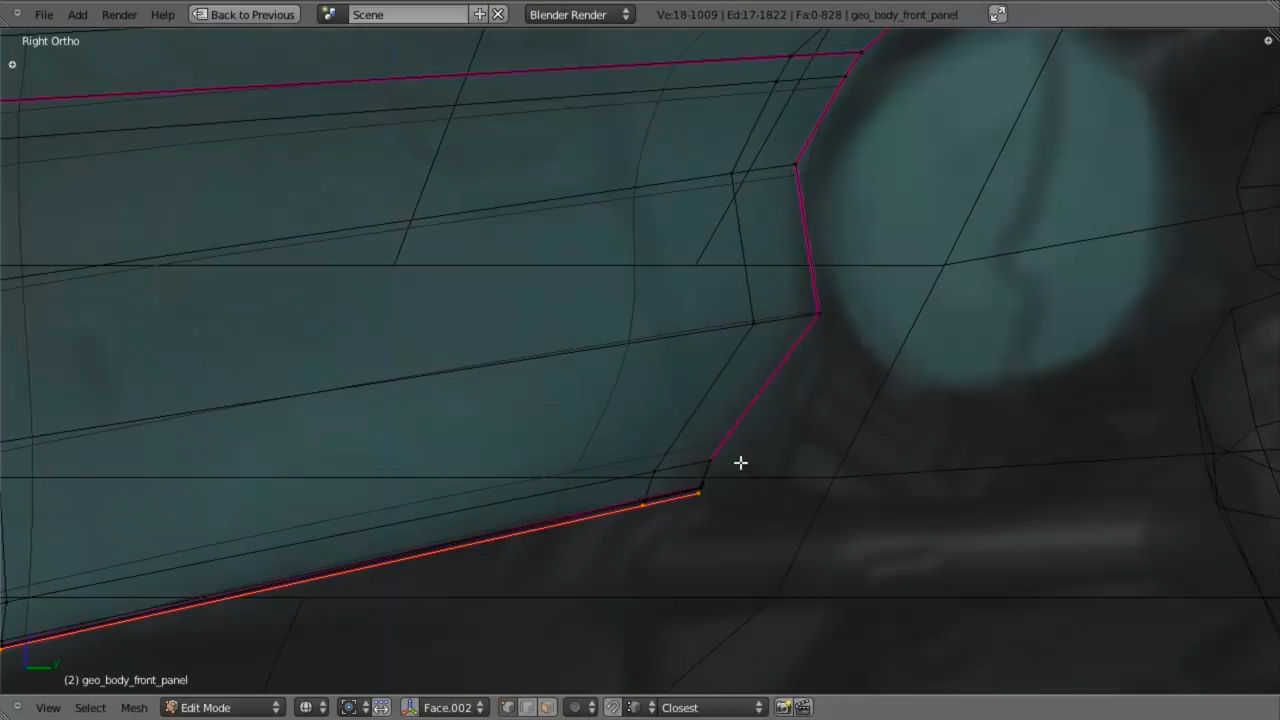 File Add Render Help Back to Previous Scene Blender Render Ve:18-1009 | Ed:17-1822 | Fa:0-828 | geo_body_front_panel
Right Ortho
y
(2) geo_body_front_panel
View Select Mesh Edit Mode Face.002 Closest